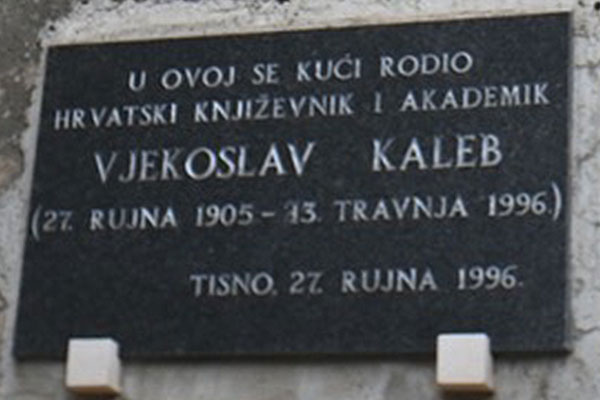 U OVOJ SE KUĆI RODIO
HRVATSKI KNJIŽEVNIK I AKADEMIK
VJEKOSLAV KALEB
(27. RUJNA 1905 - 13. TRAVNJA 1996.)
TISNO, 27. RUJNA 1996.